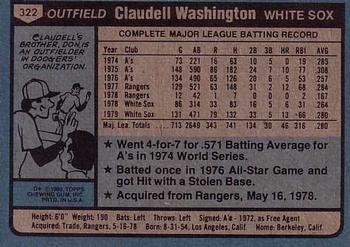 322 OUTFIELD Claudell Washington WHITE SOX
CLAUDELL'S
BROTHER, DON, IS
AN OUTFIELDER
IN DODGERS'
ORGANIZATION.
COMPLETE MAJOR LEAGUE BATTING RECORD
Year Club G AB R H 2B 3B HR RBI AVG
1974 A's 73 221 16 63 10 5 0 19 .285
1975 A's 148 590 86 182 24 7 10 77 .308
1976 A's 134 490 65 126 20 6 5 53 .257
1977 Rangers 129 521 63 148 31 2 12 68 .284
1978 Rangers 12 42 1 7 0 0 0 2 .167
1978 White Sox 86 314 33 83 16 5 6 31 .264
1979 White Sox 131 471 79 132 33 5 13 66 .280
Maj. Lea. Totals 713 2649 343 741 134 30 46 316 .280
★ Went 4-for-7 for .571 Batting Average for
A's in 1974 World Series.
★ Batted once in 1976 All-Star Game and
got Hit with a Stolen Base.
★ Acquired from Rangers, May 16, 1978.
D★ © 1980 TOPPS
CHEWING GUM, INC.
PRTD. IN U.S.A.
Height: 6'0" Weight: 190 Bats: Left Throws: Left Signed: A's - 1972, as Free Agent
Acquired: Trade, Rangers, 5-16-78 Born: 8-31-54, Los Angeles, Calif. Home: Berkeley, Calif.